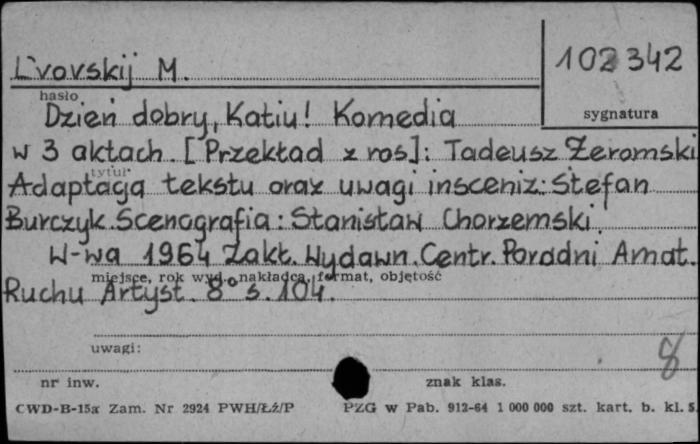 L'vovskij M.
102342
hasło
sygnatura
Dzień dobry, Katiu! Komedia
w 3 aktach. [Przekład z ros]: Tadeusz Żeromski
tytuł
Adaptacja tekstu oraz uwagi insceniz: Stefan
Burczyk. Scenografia: Stanisław Chorzemski.
W-wa 1964 Zakł. Wydawn. Centr. Poradni Amat.
miejsce, rok wyd., nakładca, format, objętość
Ruchu Artyst. 8° s. 104.
uwagi:
8
nr inw.
znak klas.
CWD-B-15a Zam. Nr 2924 PWH/Łź/P
PZG w Pab. 912-64 1 000 000 szt. kart. b. kl. 5.